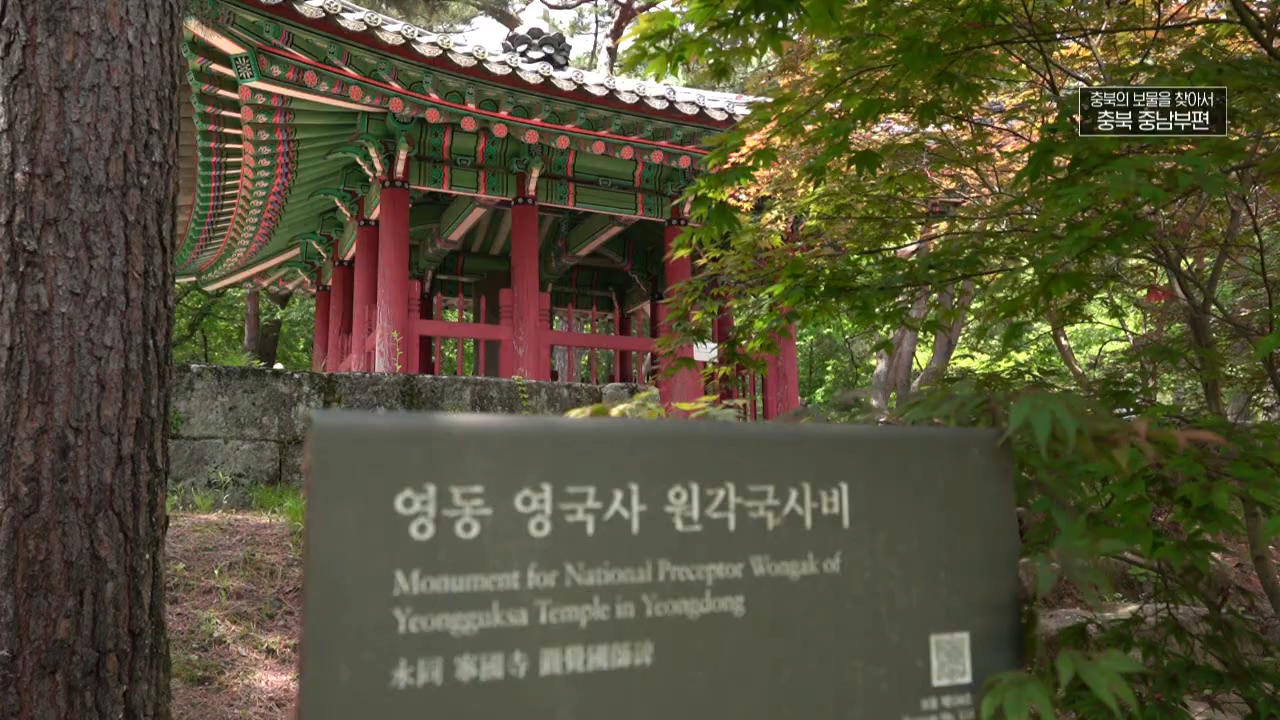 충북의 보물을 찾아서
충북 중남부편
영동 영국사 원각국사비
Monument for National Preceptor Wongak of
Yeongguksa Temple in Yeongdong
永同 寧國寺 圓覺國師碑